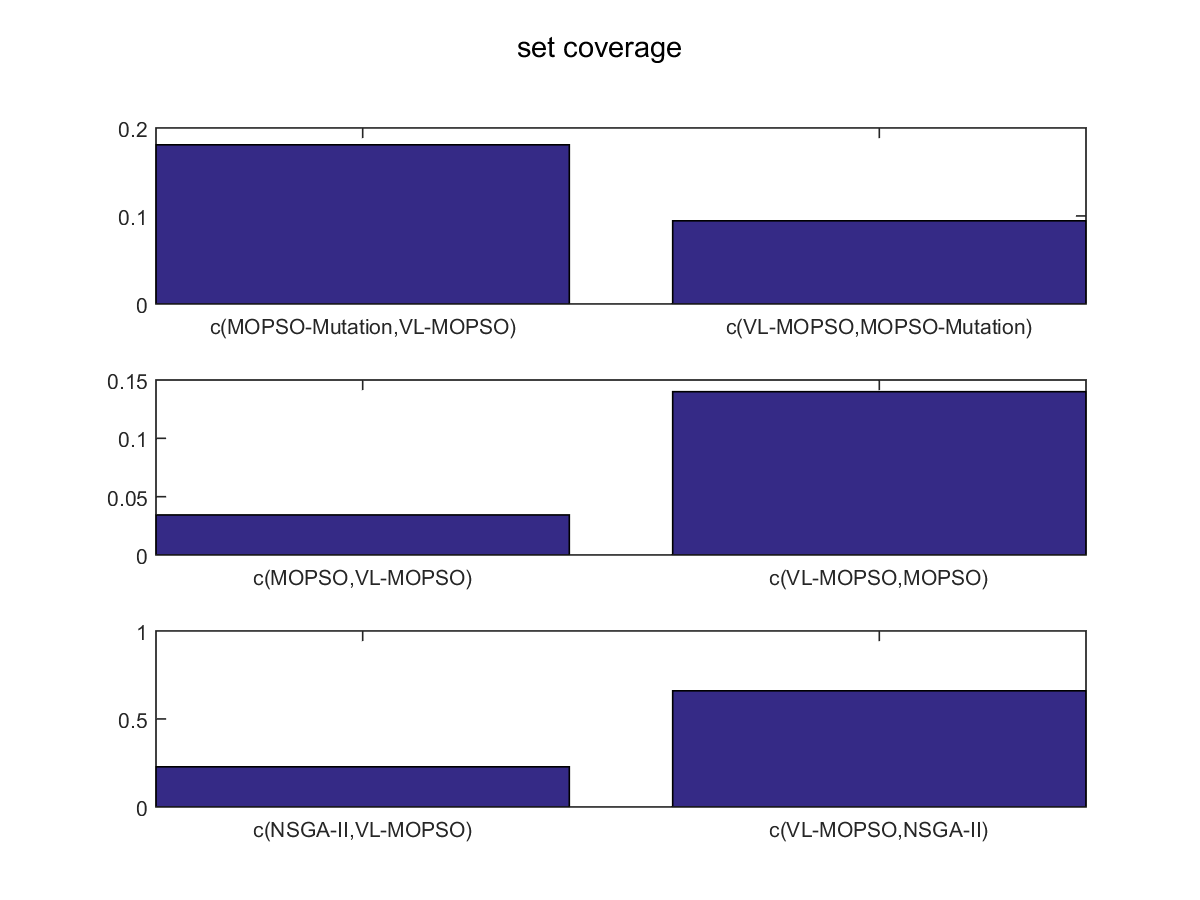 set coverage
0.2
0.1
0
c(MOPSO-Mutation,VL-MOPSO)
c(VL-MOPSO,MOPSO-Mutation)
0.15
0.1
0.05
0
c(MOPSO,VL-MOPSO)
c(VL-MOPSO,MOPSO)
1
0.5
0
c(NSGA-II,VL-MOPSO)
c(VL-MOPSO,NSGA-II)